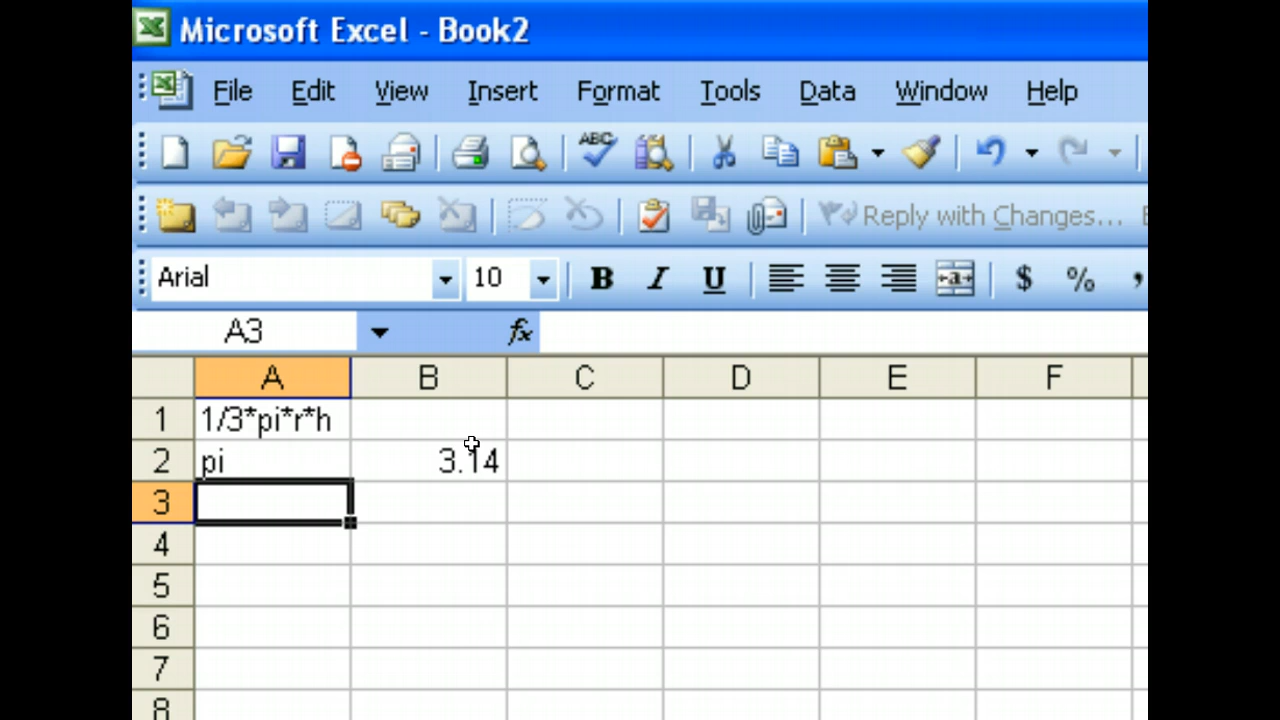 Microsoft Excel - Book2
File Edit View Insert Format Tools Data Window Help
ABC
Reply with Changes...
Arial 10 B I U a $ % ,
A3 fx
A B C D E F
1 1/3*pi*r*h
2 pi 3.14
3
4
5
6
7
8